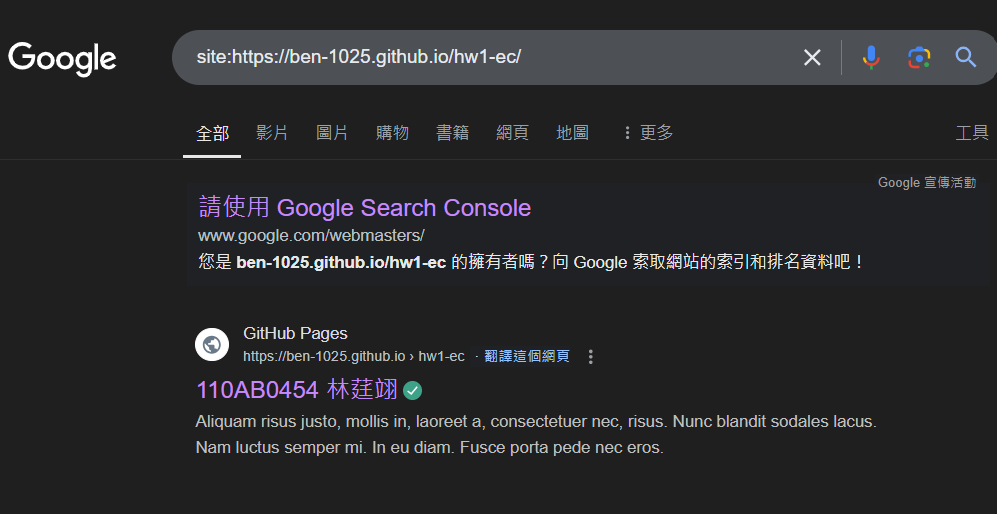 Google
site:https://ben-1025.github.io/hw1-ec/
全部 影片 圖片 購物 書籍 網頁 地圖 更多 工具
Google 宣傳活動
請使用 Google Search Console
www.google.com/webmasters/
您是 ben-1025.github.io/hw1-ec 的擁有者嗎？向 Google 索取網站的索引和排名資料吧！
GitHub Pages
https://ben-1025.github.io › hw1-ec · 翻譯這個網頁
110AB0454 林莛翊
Aliquam risus justo, mollis in, laoreet a, consectetuer nec, risus. Nunc blandit sodales lacus.
Nam luctus semper mi. In eu diam. Fusce porta pede nec eros.